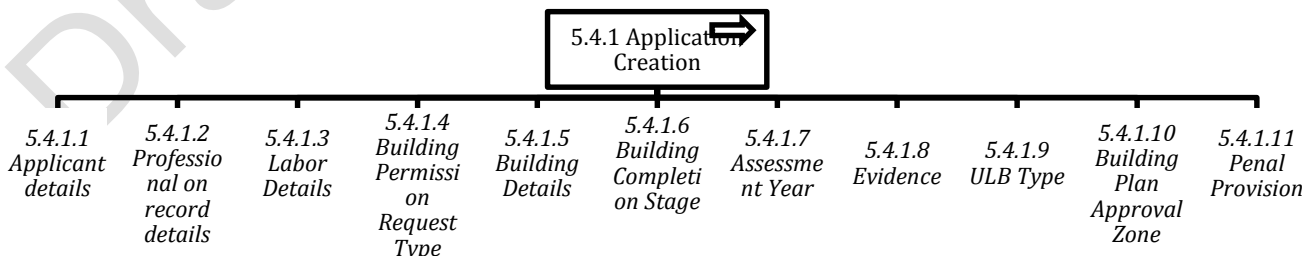 5.4.1 Application
Creation
5.4.1.1
Applicant
details
5.4.1.2
Professio
nal on
record
details
5.4.1.3
Labor
Details
5.4.1.4
Building
Permissi
on
Request
Type
5.4.1.5
Building
Details
5.4.1.6
Building
Completi
on Stage
5.4.1.7
Assessme
nt Year
5.4.1.8
Evidence
5.4.1.9
ULB Type
5.4.1.10
Building
Plan
Approval
Zone
5.4.1.11
Penal
Provision